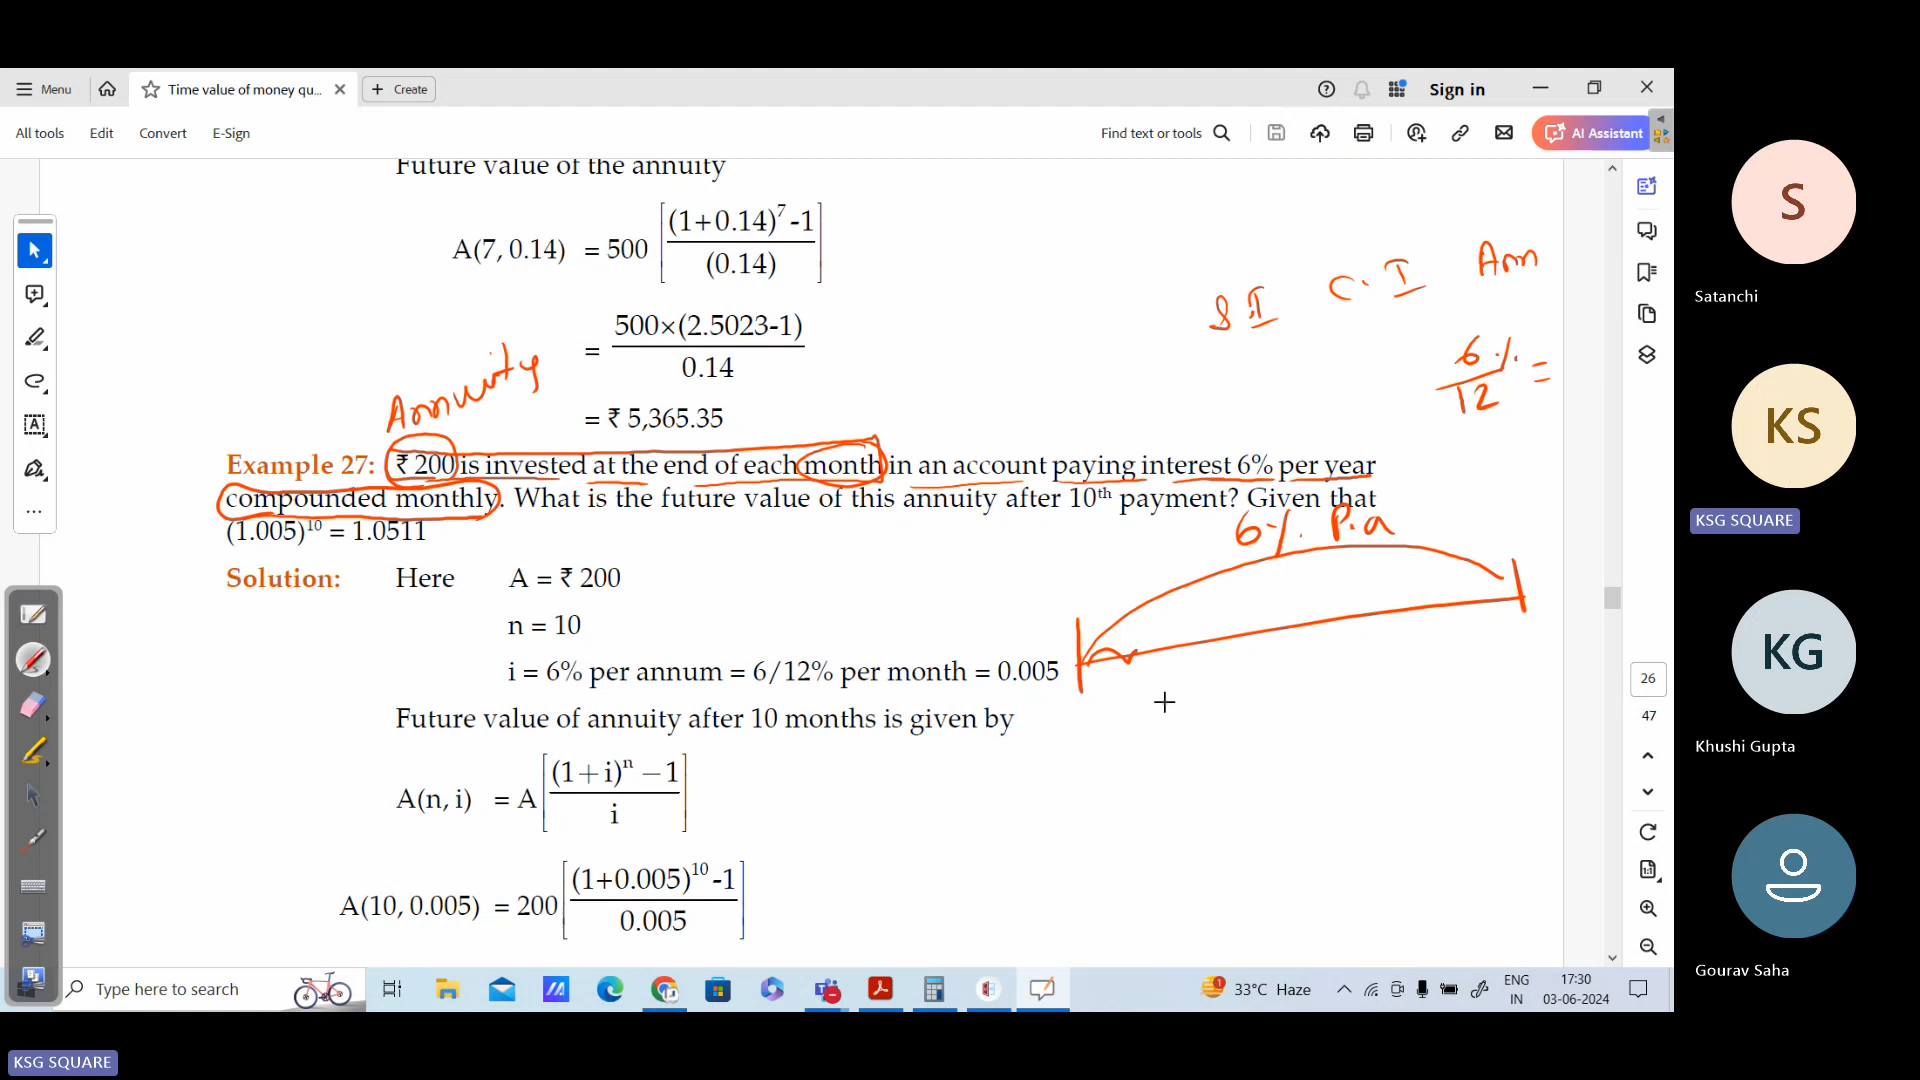 Menu
Time value of money qu...
Create
Sign in
All tools
Edit
Convert
E-Sign
Find text or tools
AI Assistant
Future value of the annuity
A(7, 0.14) = 500 [(1+0.14)^7 -1 / (0.14)]
= 500×(2.5023-1) / 0.14
= ₹ 5,365.35
S.I C.I Ann
6% / 12 =
Annuity
Example 27: ₹ 200 is invested at the end of each month in an account paying interest 6% per year
compounded monthly. What is the future value of this annuity after 10th payment? Given that
(1.005)^10 = 1.0511
6% P.a
Solution: Here A = ₹ 200
n = 10
i = 6% per annum = 6/12% per month = 0.005
Future value of annuity after 10 months is given by
A(n, i) = A [(1+i)^n − 1 / i]
A(10, 0.005) = 200 [(1+0.005)^10 -1 / 0.005]
26
47
Type here to search
33°C Haze
ENG
IN
17:30
03-06-2024
S
Satanchi
KS
KSG SQUARE
KG
Khushi Gupta
Gourav Saha
KSG SQUARE